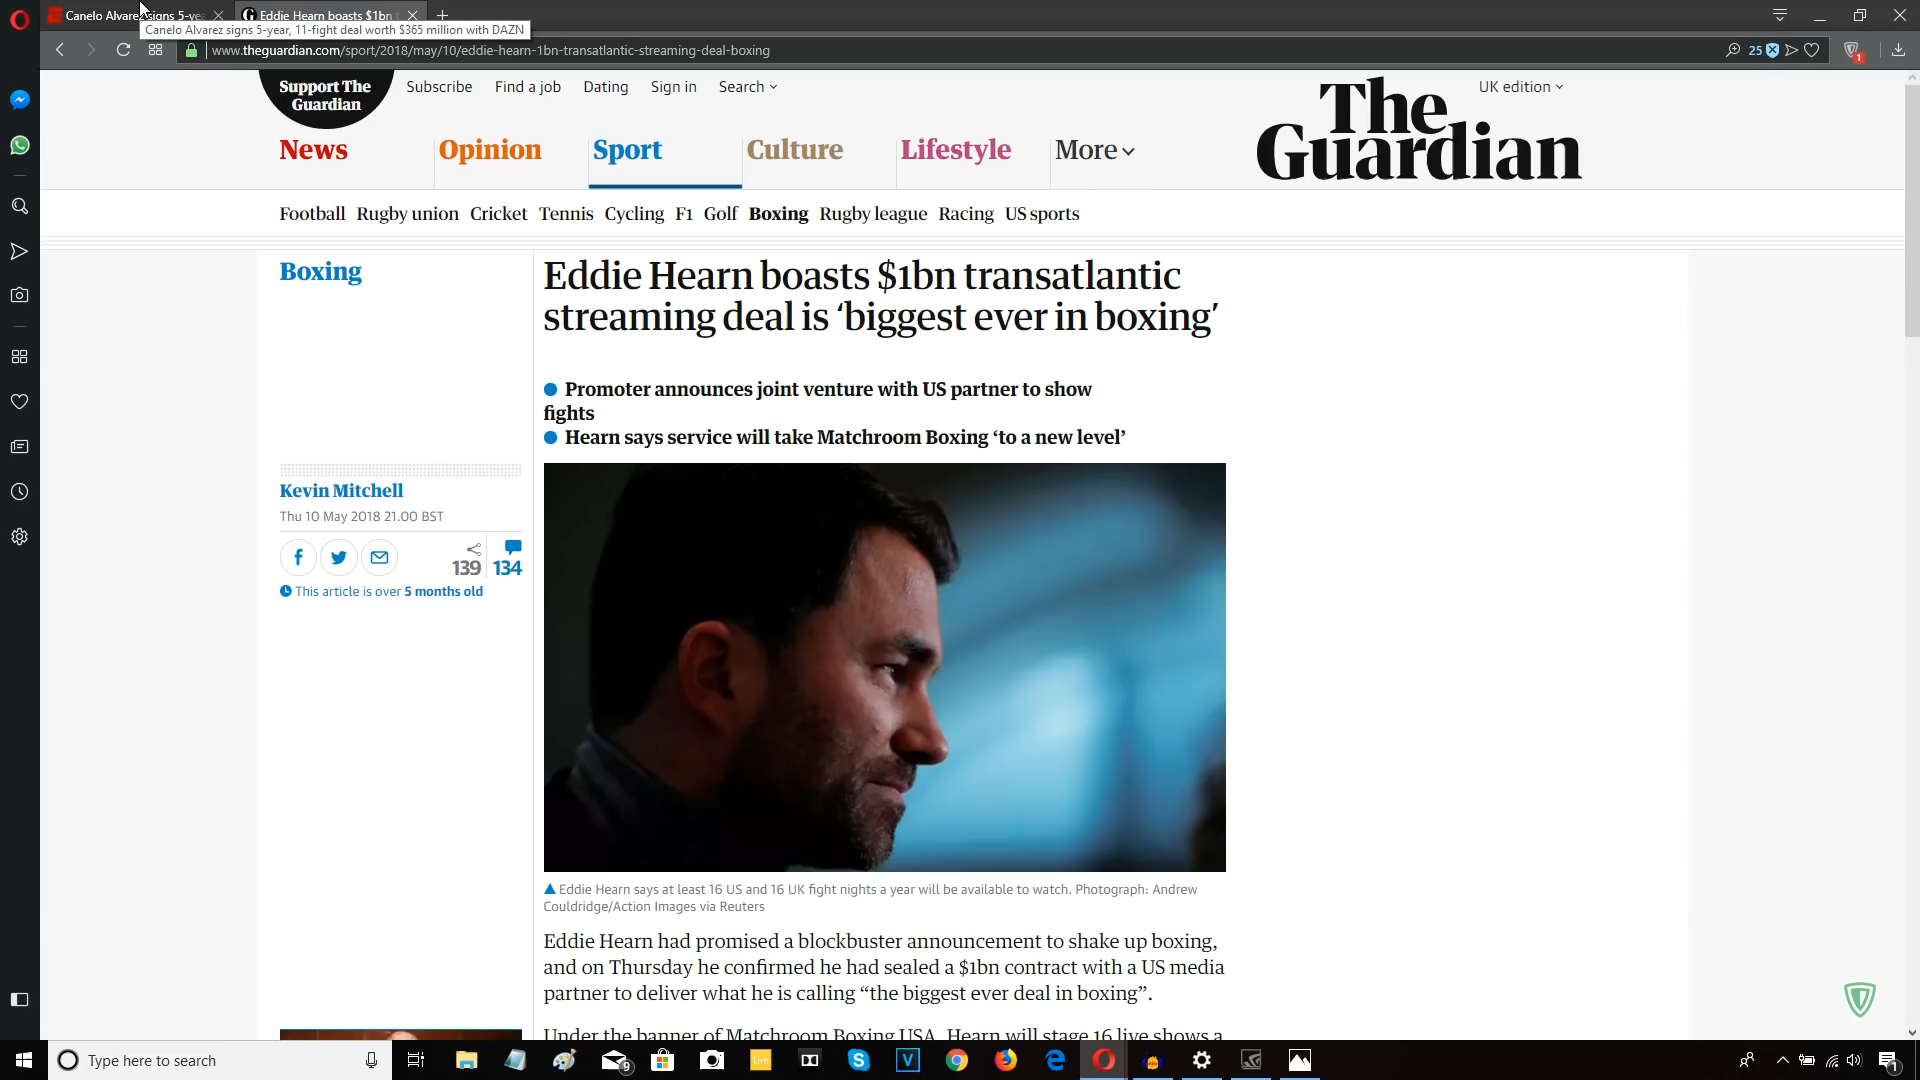 Canelo Alvarez signs 5-yea
Eddie Hearn boasts $1bn t
Canelo Alvarez signs 5-year, 11-fight deal worth $365 million with DAZN
www.theguardian.com/sport/2018/may/10/eddie-hearn-1bn-transatlantic-streaming-deal-boxing
25
1
Support The
Guardian
Subscribe Find a job Dating Sign in Search
UK edition
The
Guardian
News Opinion Sport Culture Lifestyle More
Football Rugby union Cricket Tennis Cycling F1 Golf Boxing Rugby league Racing US sports
Boxing
Eddie Hearn boasts $1bn transatlantic
streaming deal is ‘biggest ever in boxing’
Promoter announces joint venture with US partner to show
fights
Hearn says service will take Matchroom Boxing ‘to a new level’
Kevin Mitchell
Thu 10 May 2018 21.00 BST
139 134
This article is over 5 months old
Eddie Hearn says at least 16 US and 16 UK fight nights a year will be available to watch. Photograph: Andrew
Couldridge/Action Images via Reuters
Eddie Hearn had promised a blockbuster announcement to shake up boxing,
and on Thursday he confirmed he had sealed a $1bn contract with a US media
partner to deliver what he is calling “the biggest ever deal in boxing”.
Under the banner of Matchroom Boxing USA, Hearn will stage 16 live shows a
Type here to search
9
live
1